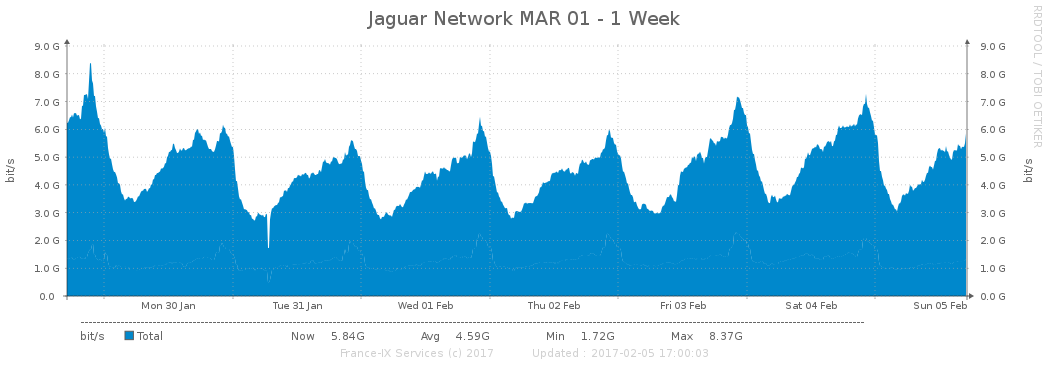 Jaguar Network MAR 01 - 1 Week
RRDTOOL / TOBI OETIKER
bit/s
9.0 G 9.0 G
8.0 G 8.0 G
7.0 G 7.0 G
6.0 G 6.0 G
5.0 G 5.0 G
4.0 G 4.0 G
3.0 G 3.0 G
2.0 G 2.0 G
1.0 G 1.0 G
0.0 0.0 G
bit/s
Mon 30 Jan Tue 31 Jan Wed 01 Feb Thu 02 Feb Fri 03 Feb Sat 04 Feb Sun 05 Feb
bit/s Total Now 5.84G Avg 4.59G Min 1.72G Max 8.37G
France-IX Services (c) 2017 Updated : 2017-02-05 17:00:03